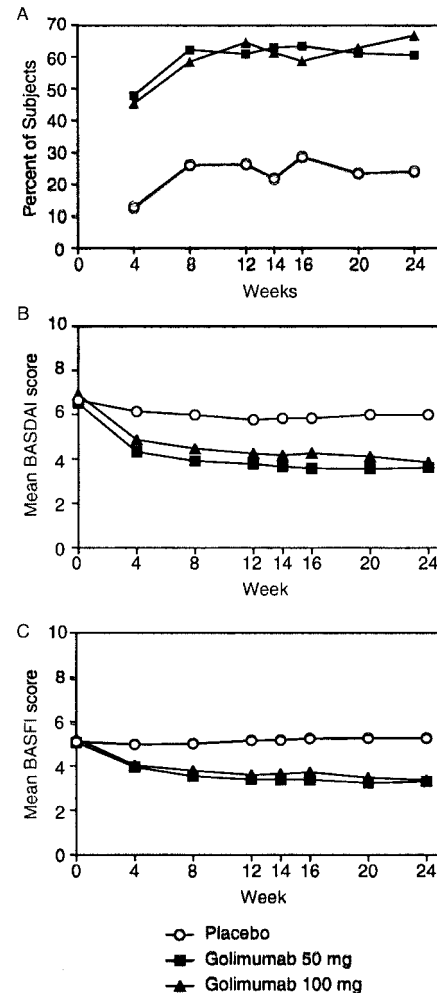 A
Percent of Subjects
70
60
50
40
30
20
10
0
0 4 8 12 14 16 20 24
Weeks
B
Mean BASDAI score
10
8
6
4
2
0
0 4 8 12 14 16 20 24
Week
C
Mean BASFI score
10
8
6
4
2
0
0 4 8 12 14 16 20 24
Week
Placebo
Golimumab 50 mg
Golimumab 100 mg